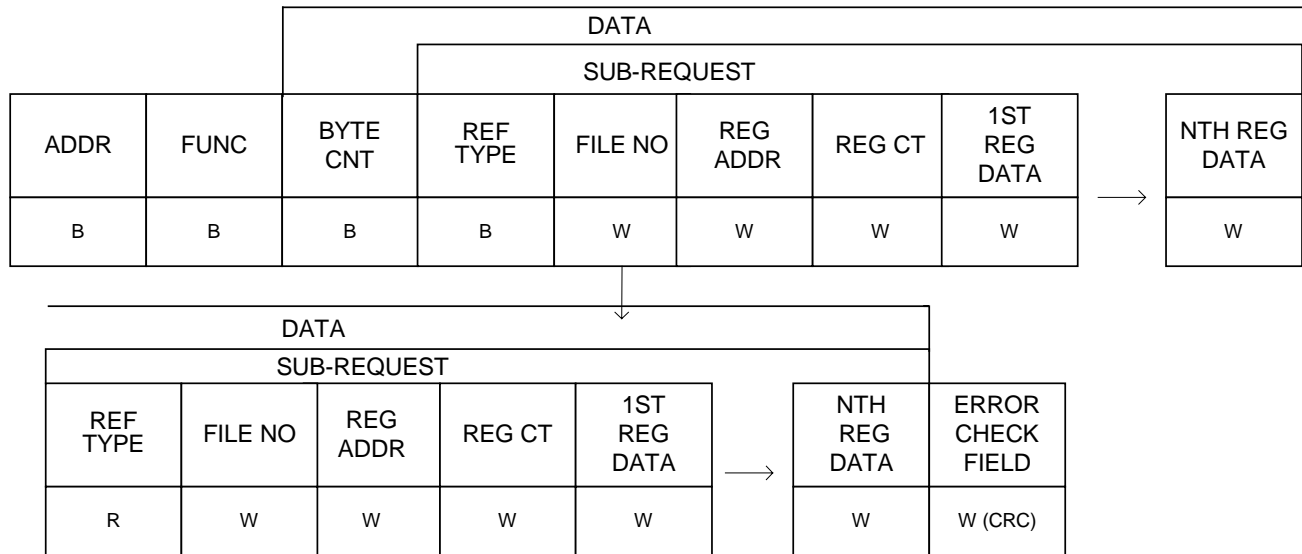 DATA
SUB-REQUEST
ADDR FUNC BYTE CNT REF TYPE FILE NO REG ADDR REG CT 1ST REG DATA NTH REG DATA
B B B B W W W W W
DATA
SUB-REQUEST
REF TYPE FILE NO REG ADDR REG CT 1ST REG DATA NTH REG DATA ERROR CHECK FIELD
R W W W W W W (CRC)